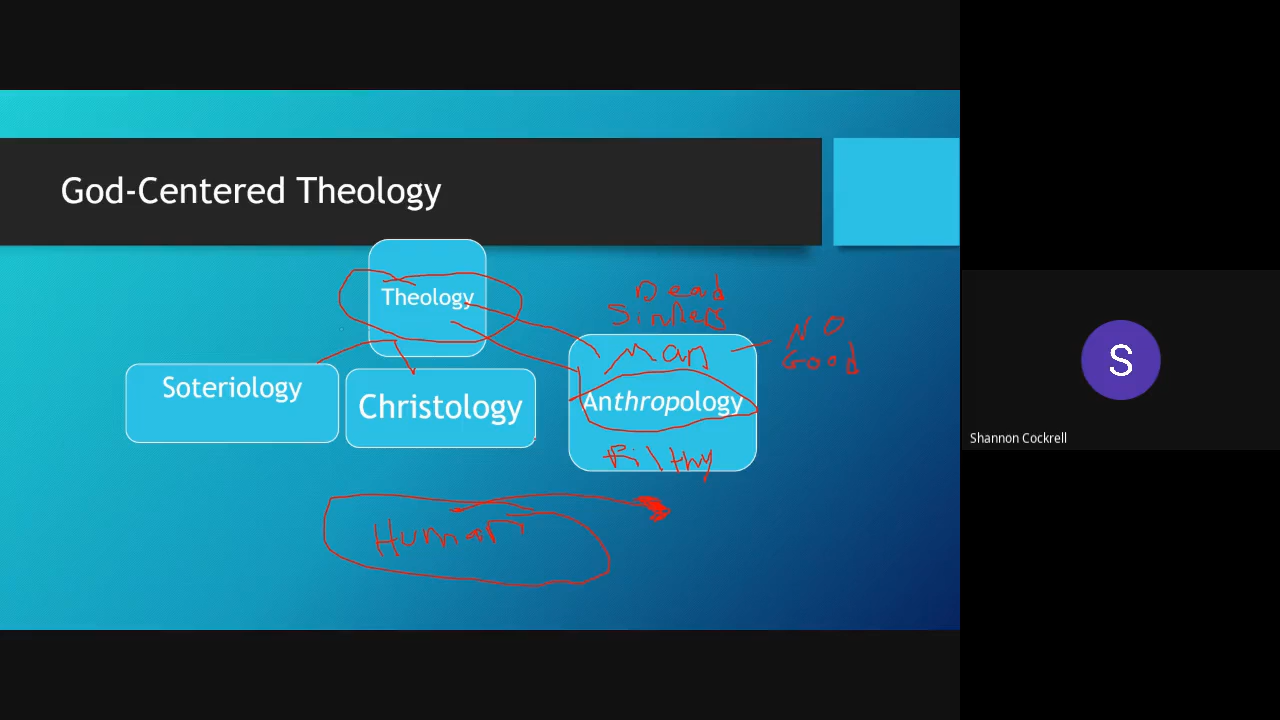 God-Centered Theology
Theology
Dead
Sinners
NO
Good
Man
Soteriology
Christology
Anthropology
Filthy
Human
S
Shannon Cockrell